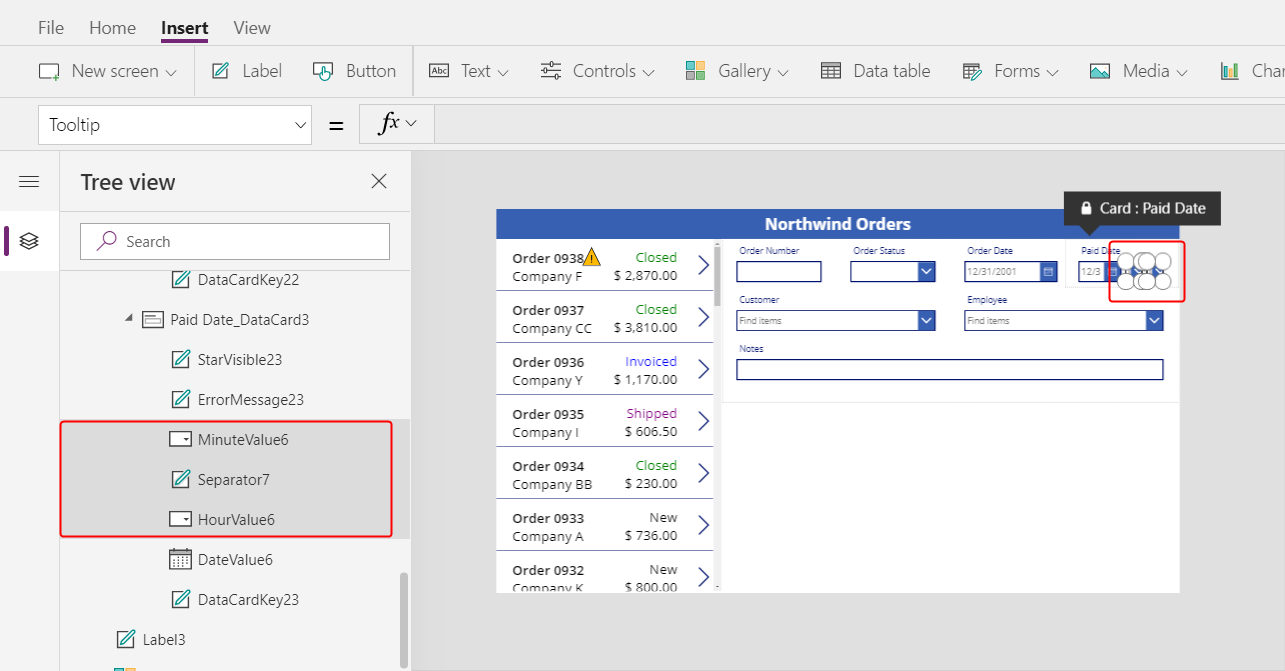 File Home Insert View
New screen Label Button Abc Text Controls Gallery Data table Forms Media Char
Tooltip = fx
Tree view
Search
DataCardKey22
Paid Date_DataCard3
StarVisible23
ErrorMessage23
MinuteValue6
Separator7
HourValue6
DateValue6
DataCardKey23
Label3
Card : Paid Date
Northwind Orders
Order 0938 Closed
Company F $ 2,870.00
Order 0937 Closed
Company CC $ 3,810.00
Order 0936 Invoiced
Company Y $ 1,170.00
Order 0935 Shipped
Company I $ 606.50
Order 0934 Closed
Company BB $ 230.00
Order 0933 New
Company A $ 736.00
Order 0932 New
Company K $ 800.00
Order Number Order Status Order Date Paid Date
12/31/2001 12/3
Customer Employee
Find items Find items
Notes